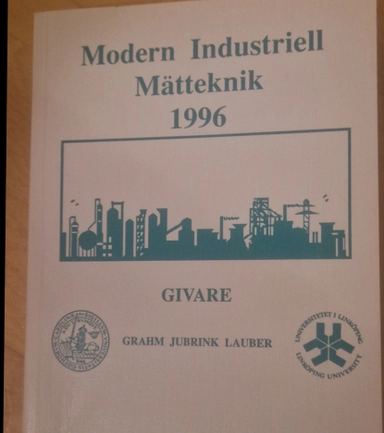 Modern Industriell
Mätteknik
1996
GIVARE
GRAHM JUBRINK LAUBER
UNIVERSITETET I LINKÖPING
LINKÖPING UNIVERSITY